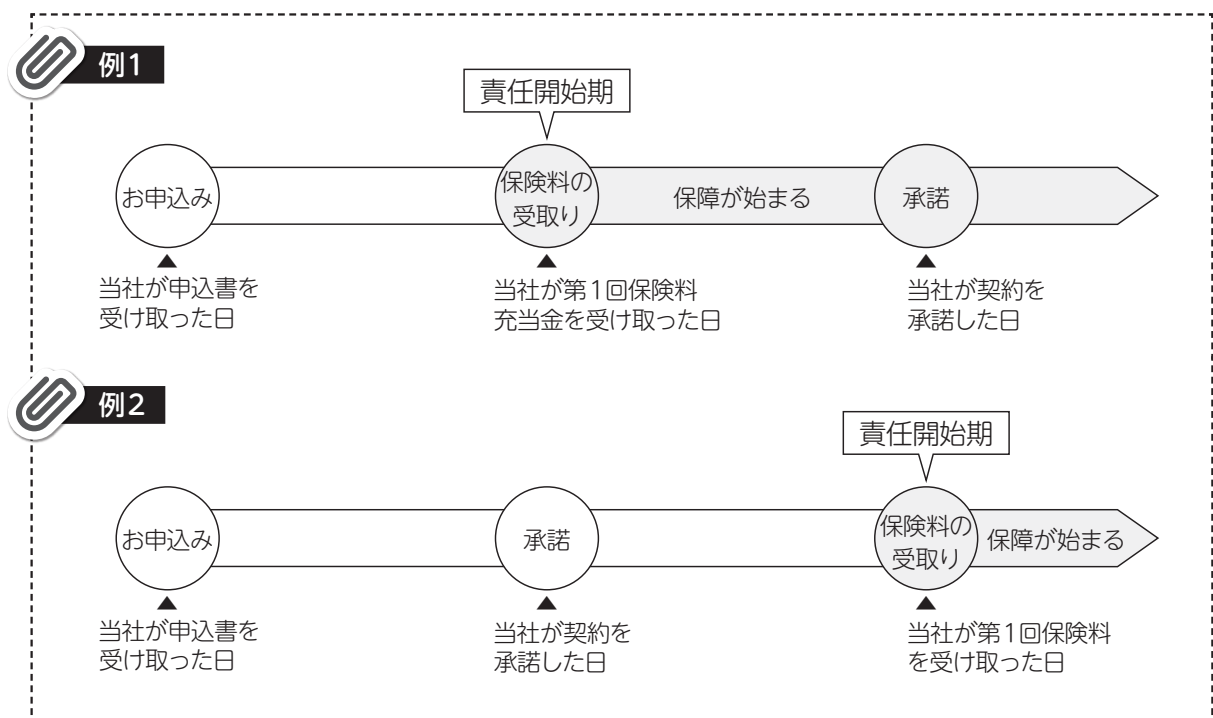 例1
責任開始期
お申込み
保険料の
受取り
保障が始まる
承諾
当社が申込書を
受け取った日
当社が第1回保険料
充当金を受け取った日
当社が契約を
承諾した日
例2
責任開始期
お申込み
承諾
保険料の
受取り
保障が始まる
当社が申込書を
受け取った日
当社が契約を
承諾した日
当社が第1回保険料
を受け取った日